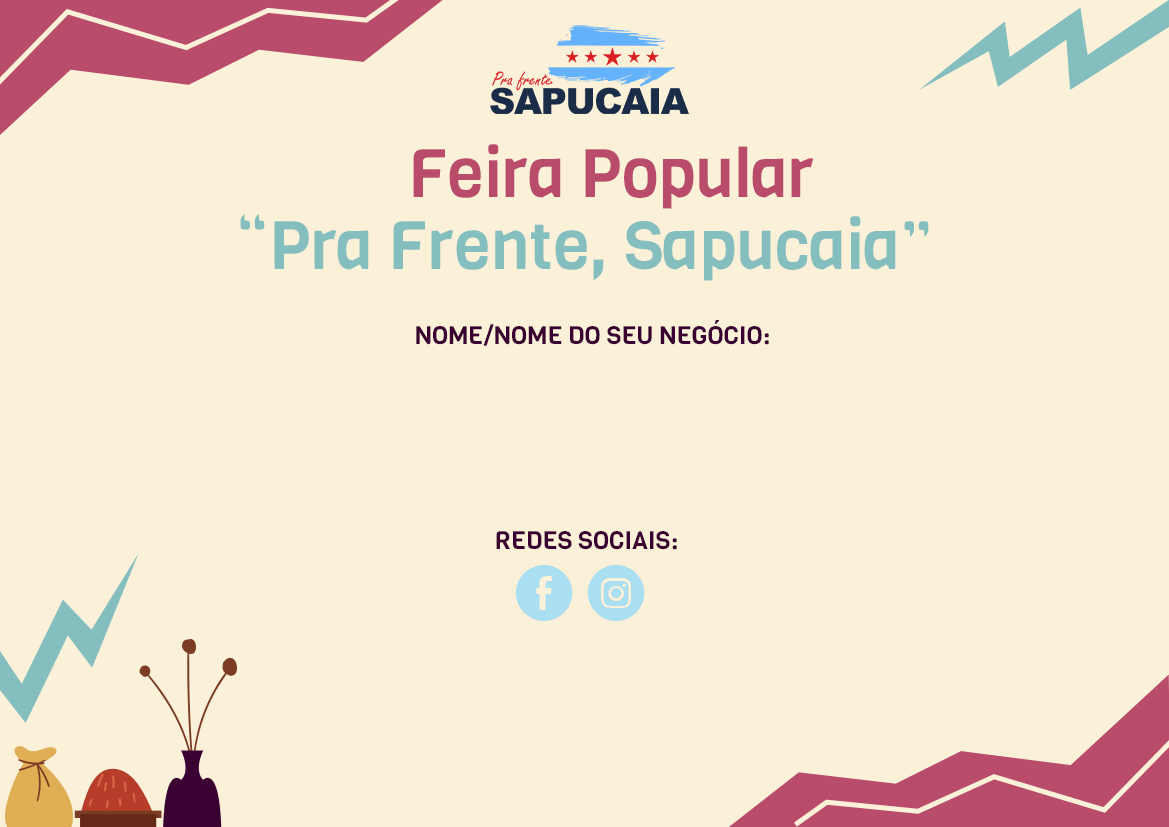 Pra frente,
SAPUCAIA
Feira Popular
“Pra Frente, Sapucaia”
NOME/NOME DO SEU NEGÓCIO:
REDES SOCIAIS: